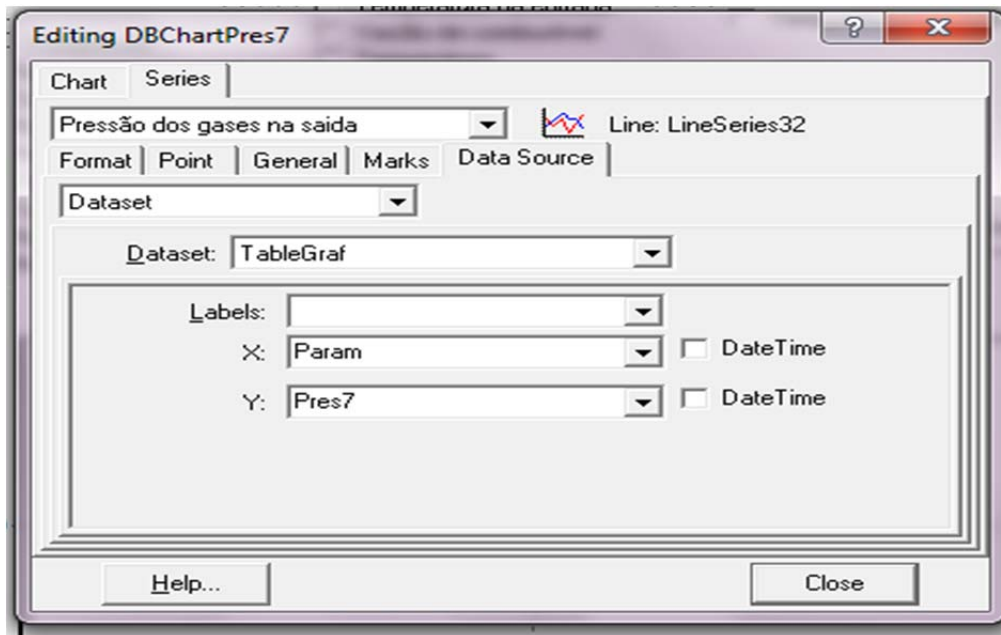 Editing DBChartPres7
Chart Series
Pressão dos gases na saida Line: LineSeries32
Format Point General Marks Data Source
Dataset
Dataset: TableGraf
Labels:
X: Param DateTime
Y: Pres7 DateTime
Help... Close